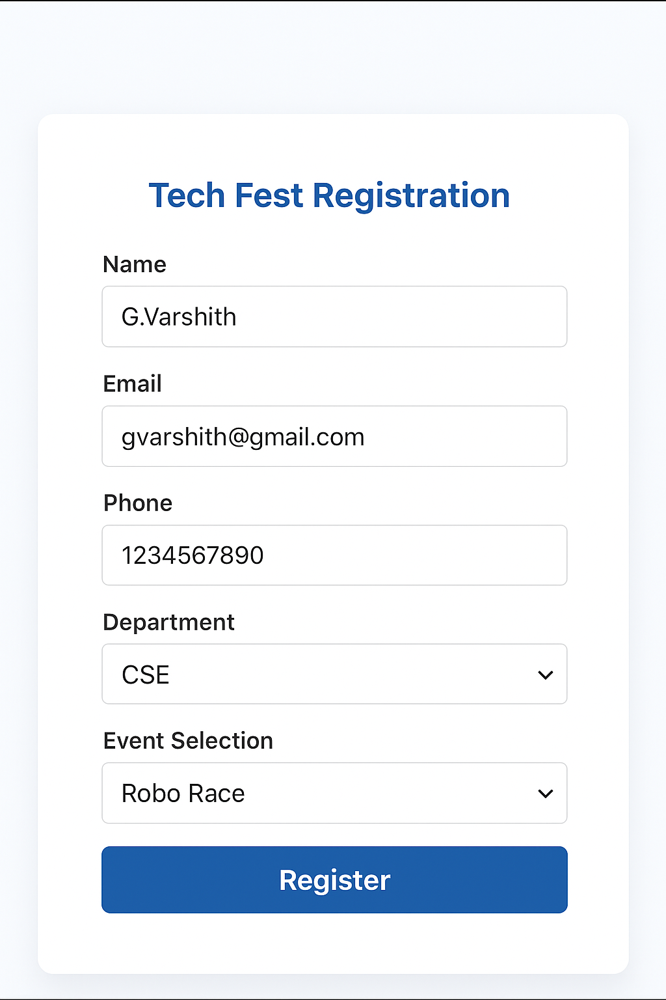 Tech Fest Registration
Name
G.Varshith
Email
gvarshith@gmail.com
Phone
1234567890
Department
CSE
Event Selection
Robo Race
Register